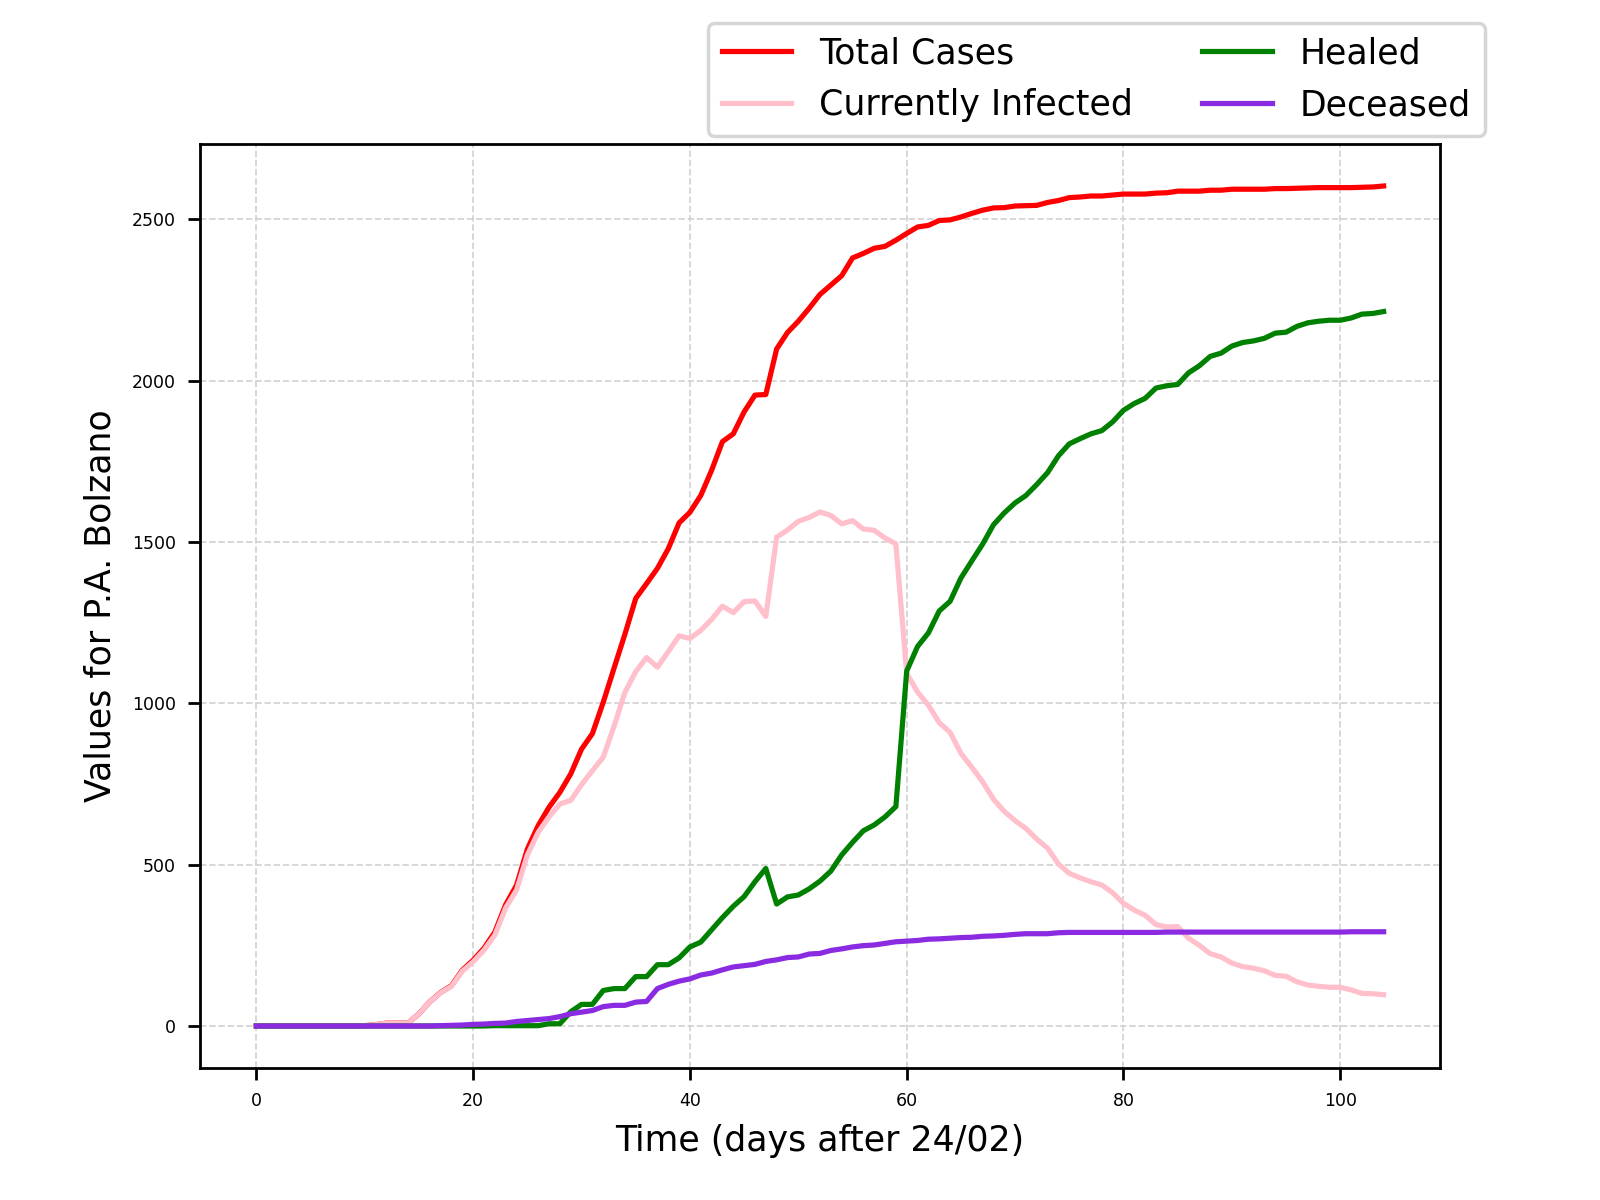 Total Cases
Currently Infected
Healed
Deceased
2500
2000
1500
1000
500
0
Values for P.A. Bolzano
0 20 40 60 80 100
Time (days after 24/02)